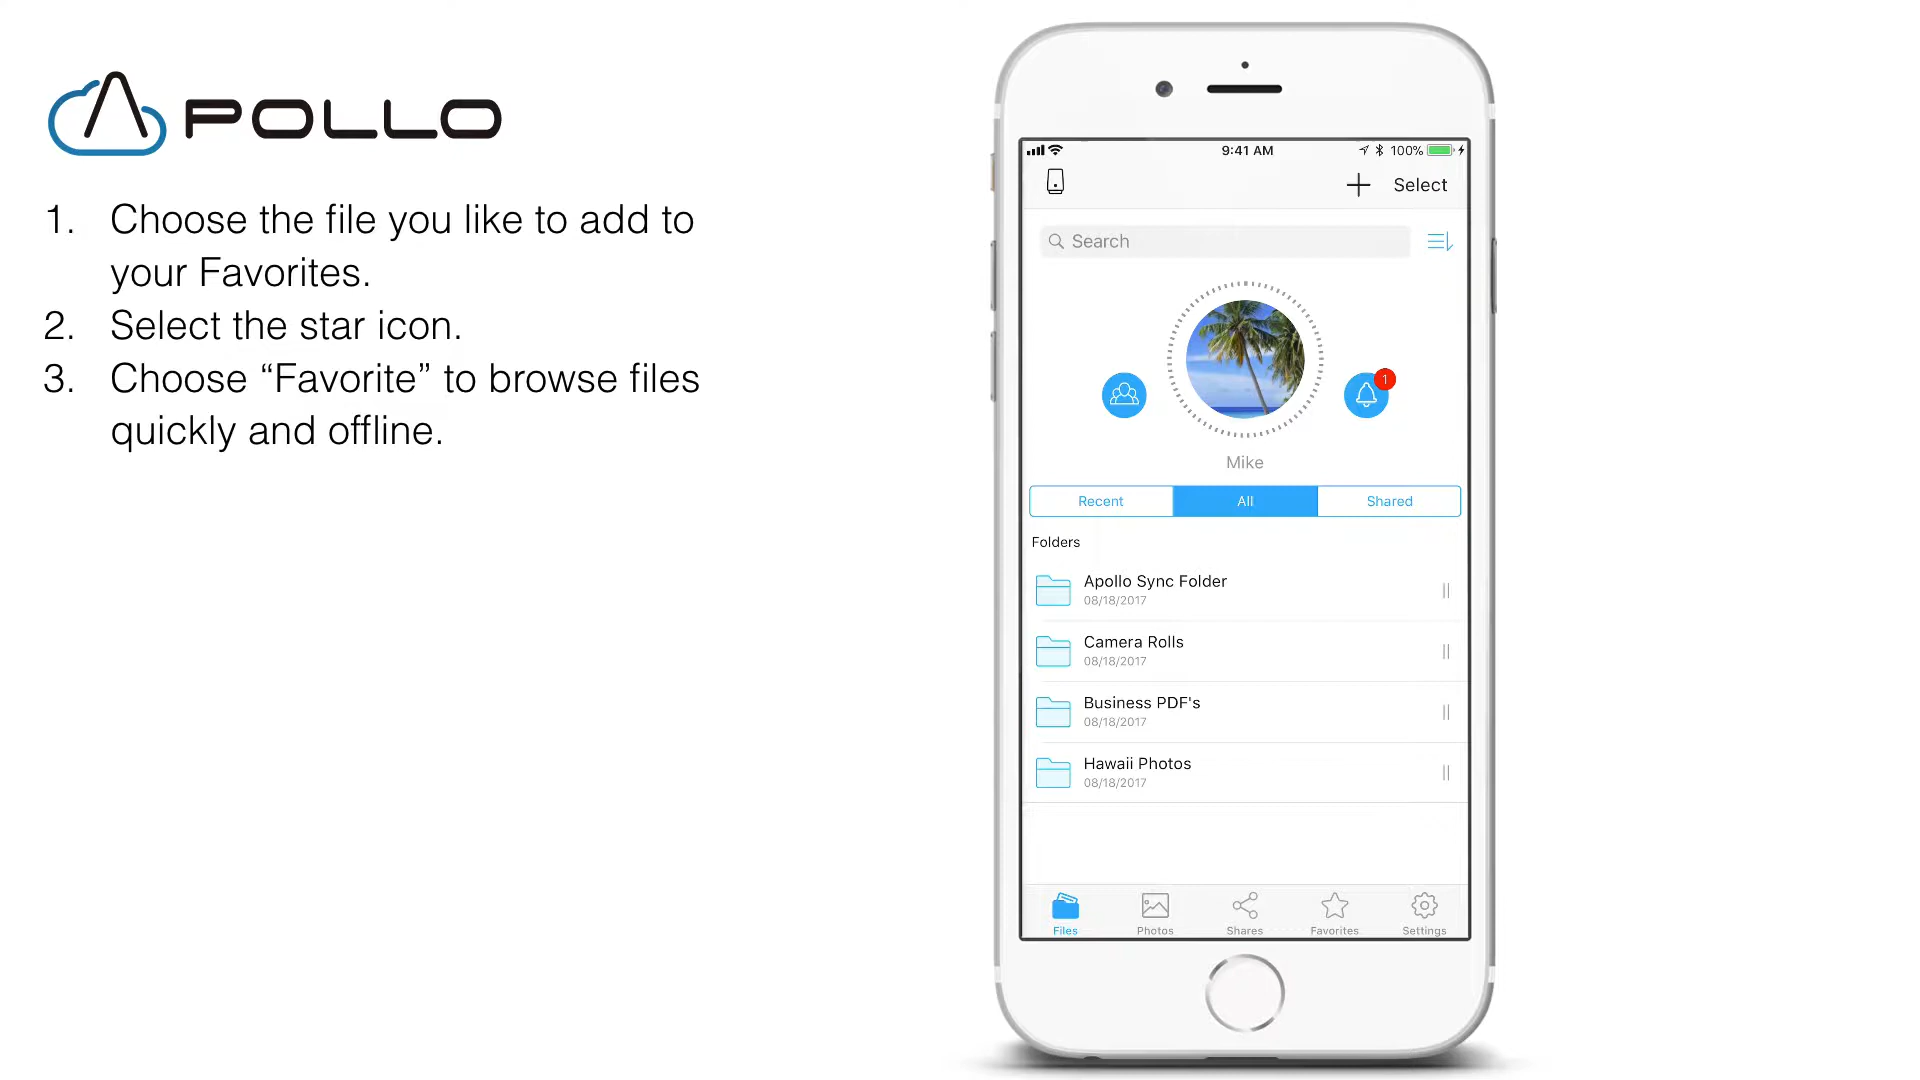 APOLLO
1. Choose the file you like to add to
your Favorites.
2. Select the star icon.
3. Choose “Favorite” to browse files
quickly and offline.
9:41 AM
100%
Select
Search
1
Mike
Recent
All
Shared
Folders
Apollo Sync Folder
08/18/2017
Camera Rolls
08/18/2017
Business PDF's
08/18/2017
Hawaii Photos
08/18/2017
Files
Photos
Shares
Favorites
Settings